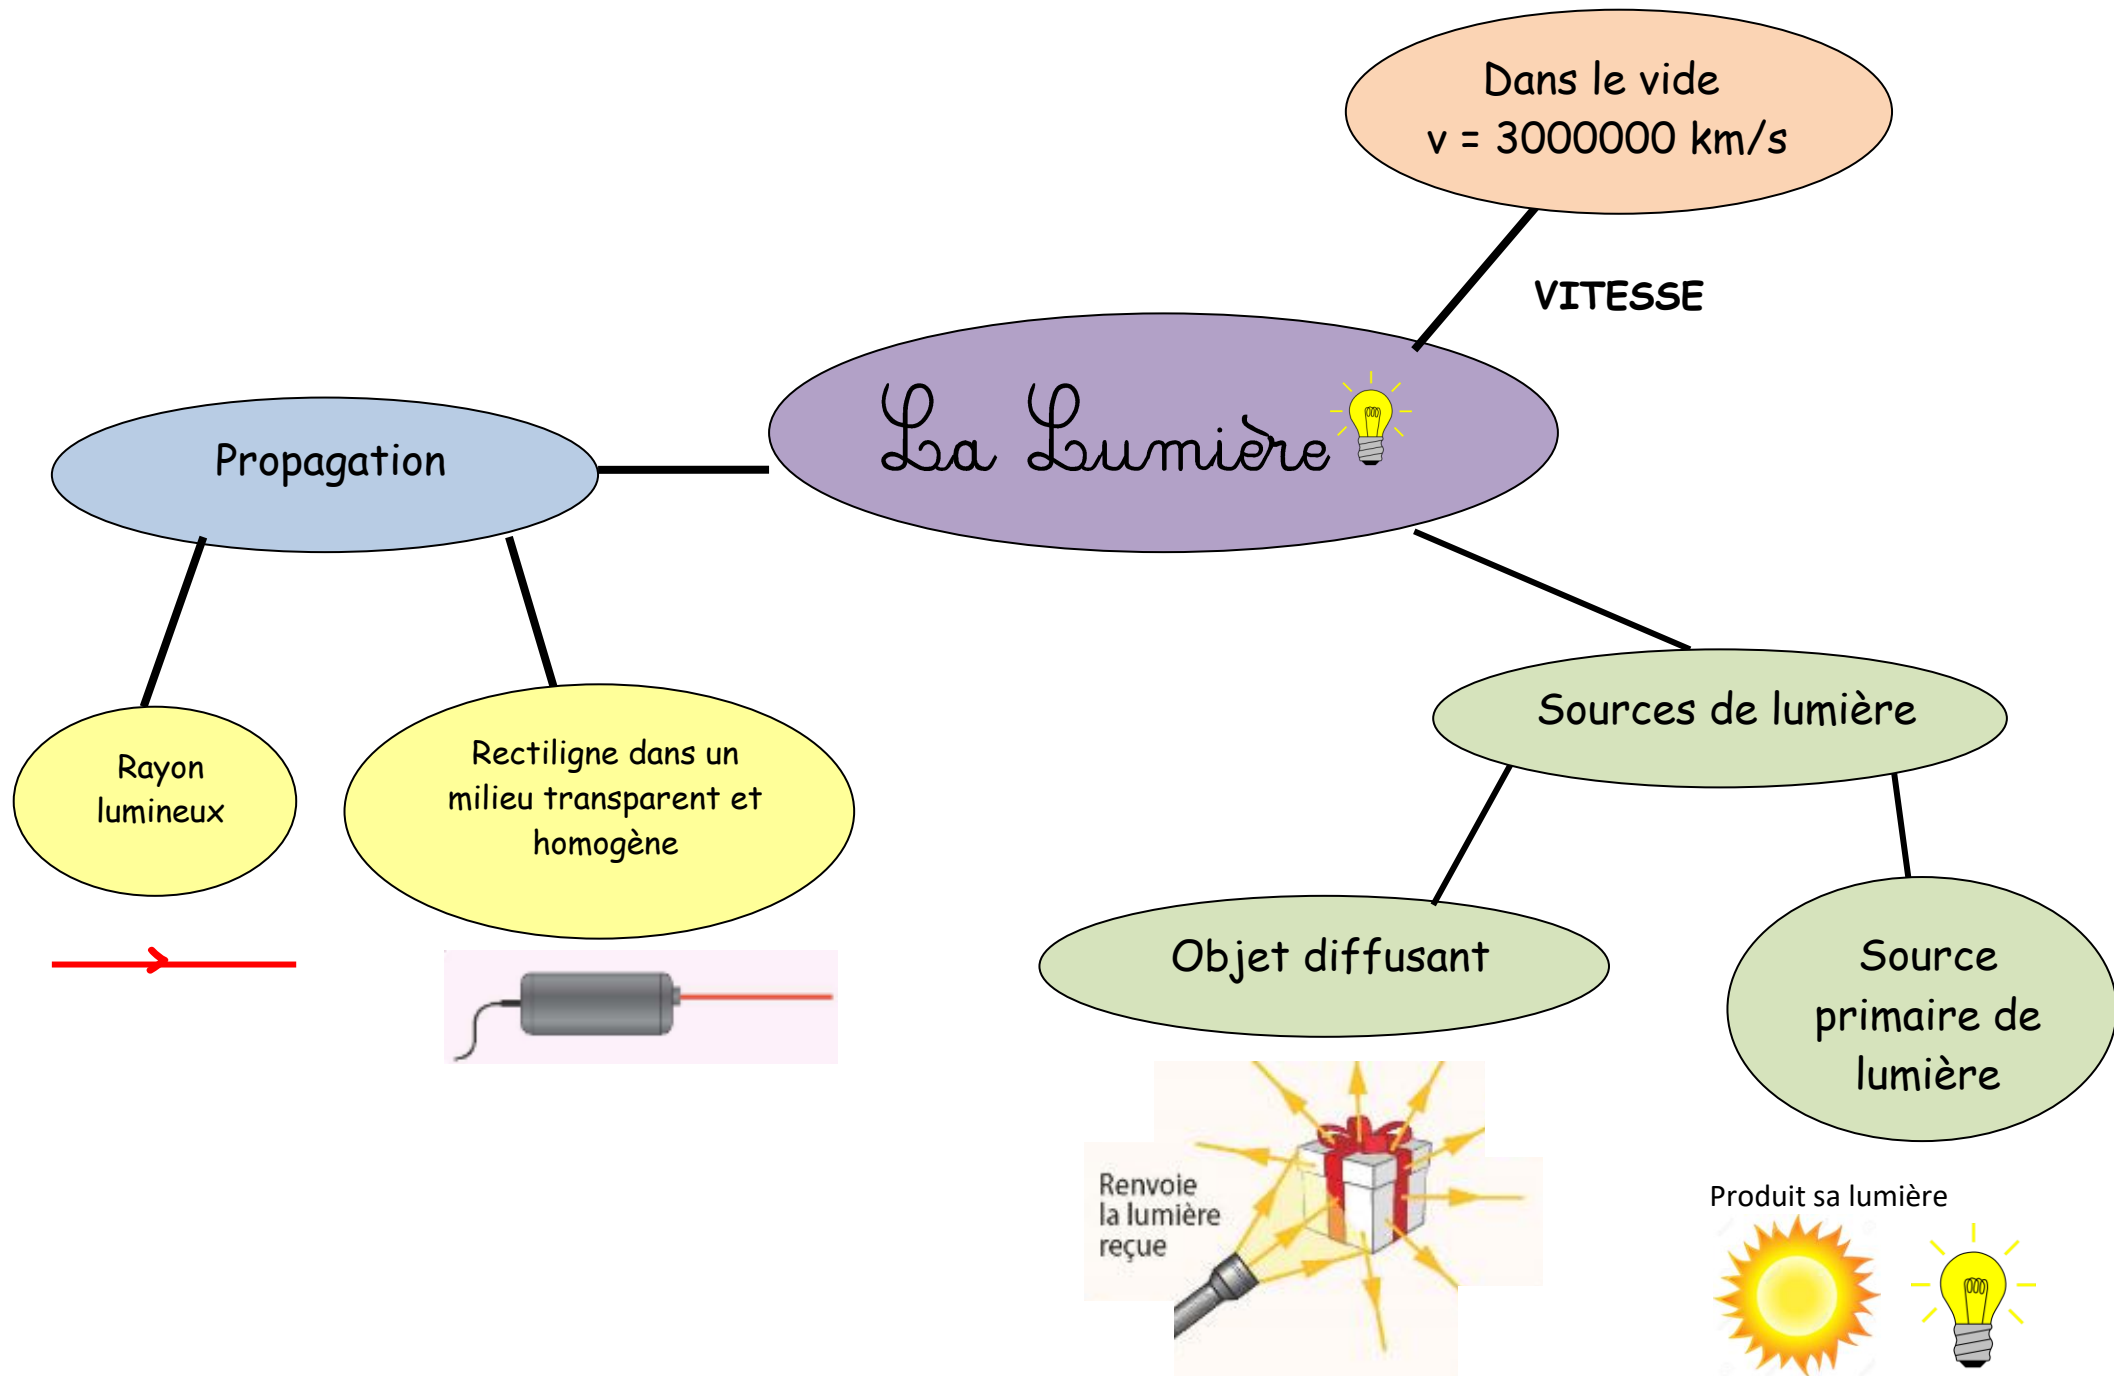 Dans le vide
v = 3000000 km/s
VITESSE
La Lumière
Propagation
Rayon
lumineux
Rectiligne dans un
milieu transparent et
homogène
Sources de lumière
Objet diffusant
Source
primaire de
lumière
Renvoie
la lumière
reçue
Produit sa lumière